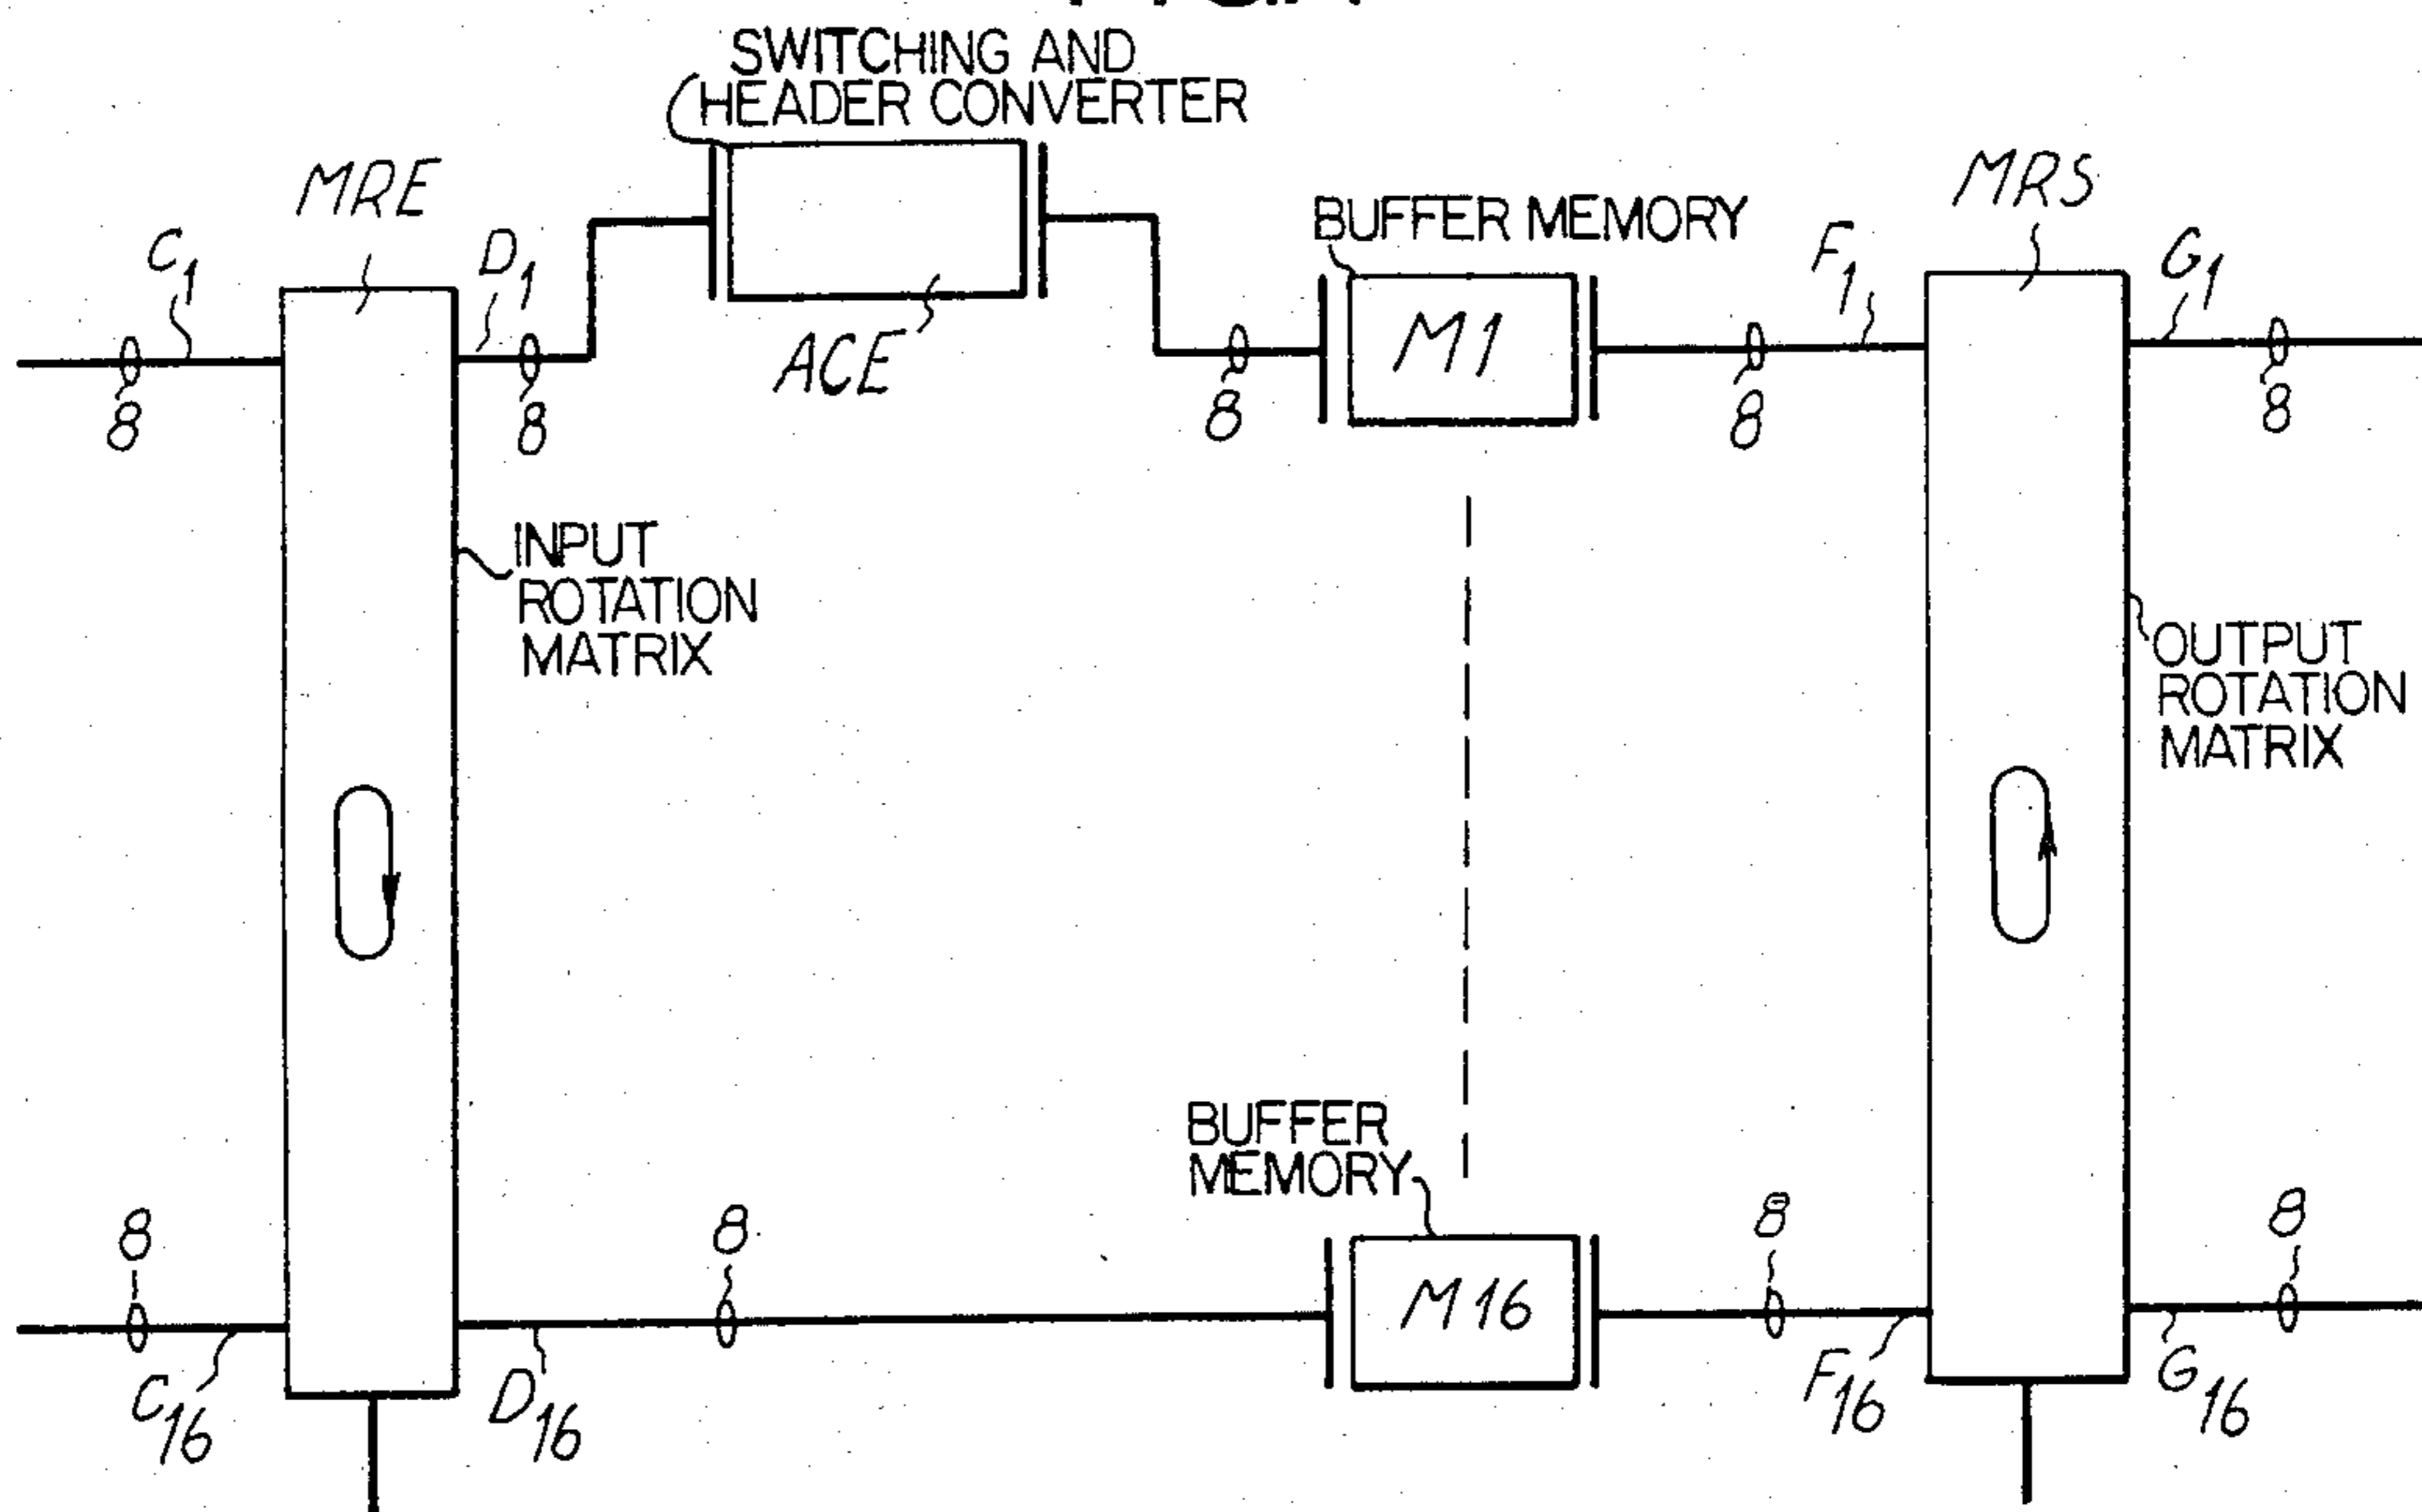 SWITCHING AND
HEADER CONVERTER
MRE
MRS
BUFFER MEMORY
C1
D1
F1
G1
ACE
M1
8
8
8
8
8
INPUT
ROTATION
MATRIX
OUTPUT
ROTATION
MATRIX
BUFFER
MEMORY
8
8
8
8
M16
C16
D16
F16
G16